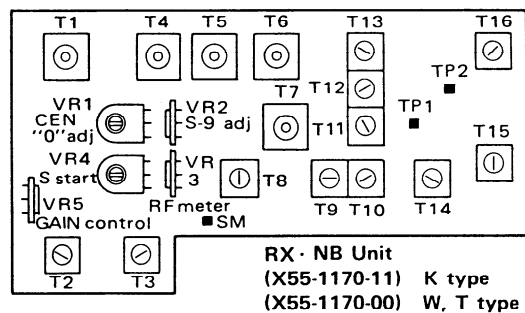 T1 T4 T5 T6 T13 T16
TP2
T12
VR1 VR2 T7 TP1
CEN S-9 adj T11
"0" adj
T15
VR4 VR
S start 3 T8
VR5 RF meter T9 T10 T14
GAIN control SM
T2 T3
RX · NB Unit
(X55-1170-11) K type
(X55-1170-00) W, T type